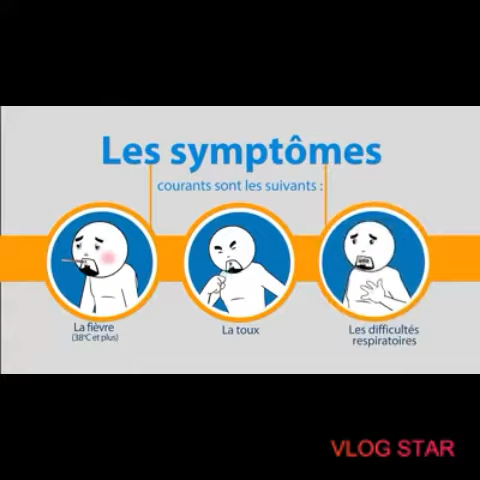 Les symptômes
courants sont les suivants :
La fièvre
(38°C et plus)
La toux
Les difficultés
respiratoires
VLOG STAR